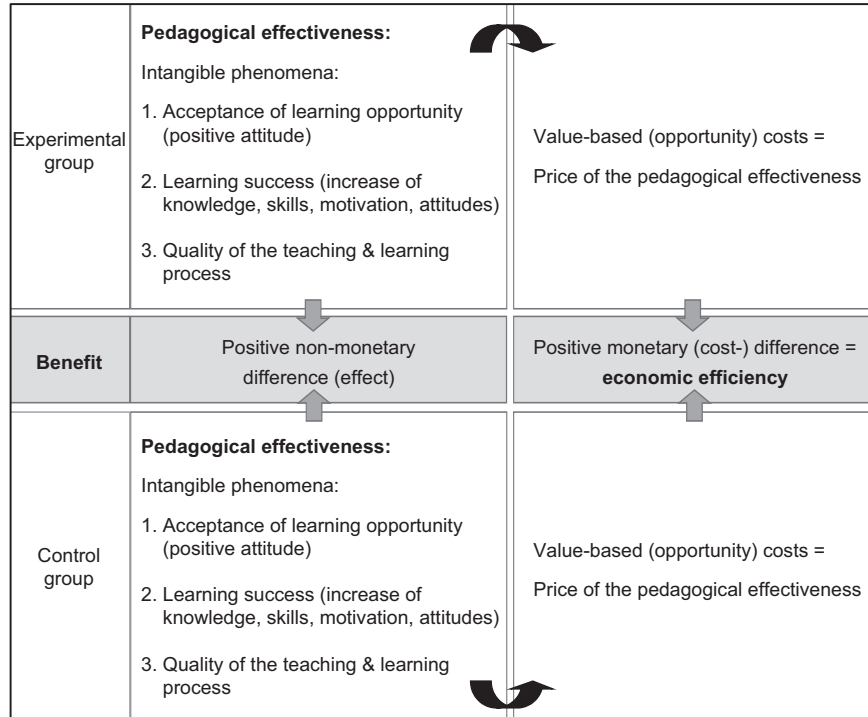 Experimental
group
Pedagogical effectiveness:
Intangible phenomena:
1. Acceptance of learning opportunity
(positive attitude)
2. Learning success (increase of
knowledge, skills, motivation, attitudes)
3. Quality of the teaching & learning
process
Value-based (opportunity) costs =
Price of the pedagogical effectiveness
Benefit
Positive non-monetary
difference (effect)
Positive monetary (cost-) difference =
economic efficiency
Control
group
Pedagogical effectiveness:
Intangible phenomena:
1. Acceptance of learning opportunity
(positive attitude)
2. Learning success (increase of
knowledge, skills, motivation, attitudes)
3. Quality of the teaching & learning
process
Value-based (opportunity) costs =
Price of the pedagogical effectiveness